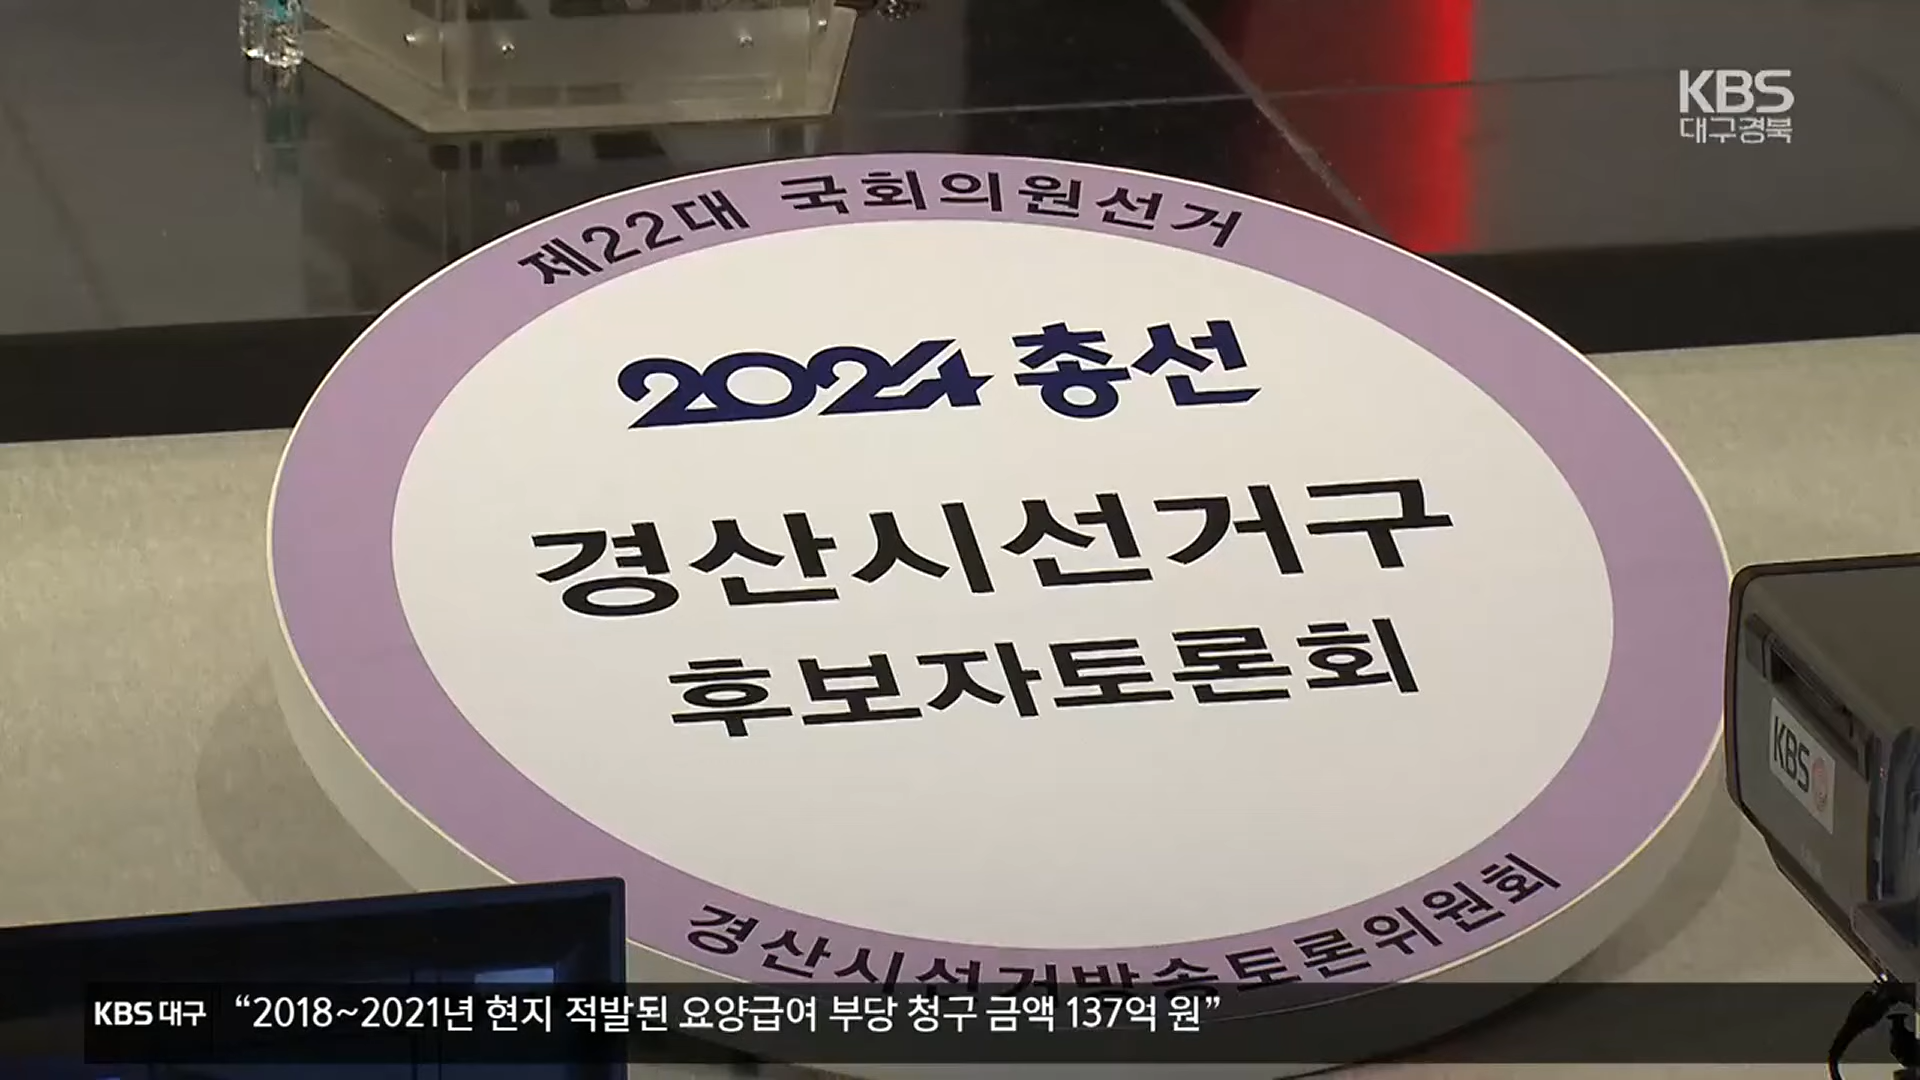 KBS
대구경북
제22대 국회의원선거
2024 총선
경산시선거구
후보자토론회
경산시선거방송토론위원회
KBS
KBS 대구 “2018~2021년 현지 적발된 요양급여 부당 청구 금액 137억 원”